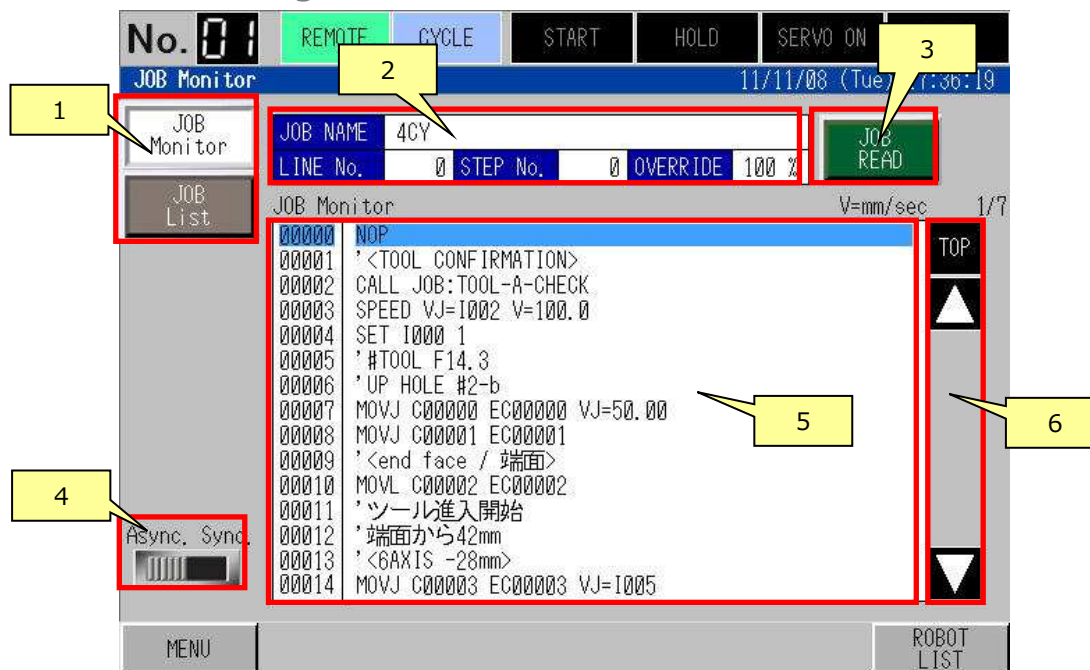 No. 01 REMOTE CYCLE START HOLD SERVO ON
JOB Monitor 11/11/08 (Tue) 17:36:19
1
2
3
JOB Monitor
JOB NAME 4CY
LINE No. 0 STEP No. 0 OVERRIDE 100 %
JOB READ
JOB List
JOB Monitor V=mm/sec 1/7
00000 NOP
TOP
00001 '<TOOL CONFIRMATION>
00002 CALL JOB:TOOL-A-CHECK
00003 SPEED VJ=I002 V=100.0
00004 SET I000 1
00005 '#TOOL F14.3
00006 'UP HOLE #2-b
00007 MOVJ C00000 EC00000 VJ=50.00
5
6
00008 MOVJ C00001 EC00001
00009 '<end face / 端面>
00010 MOVL C00002 EC00002
4
00011 'ツール進入開始
00012 '端面から42mm
Async. Sync.
00013 '<6AXIS -28mm>
00014 MOVJ C00003 EC00003 VJ=I005
MENU
ROBOT LIST